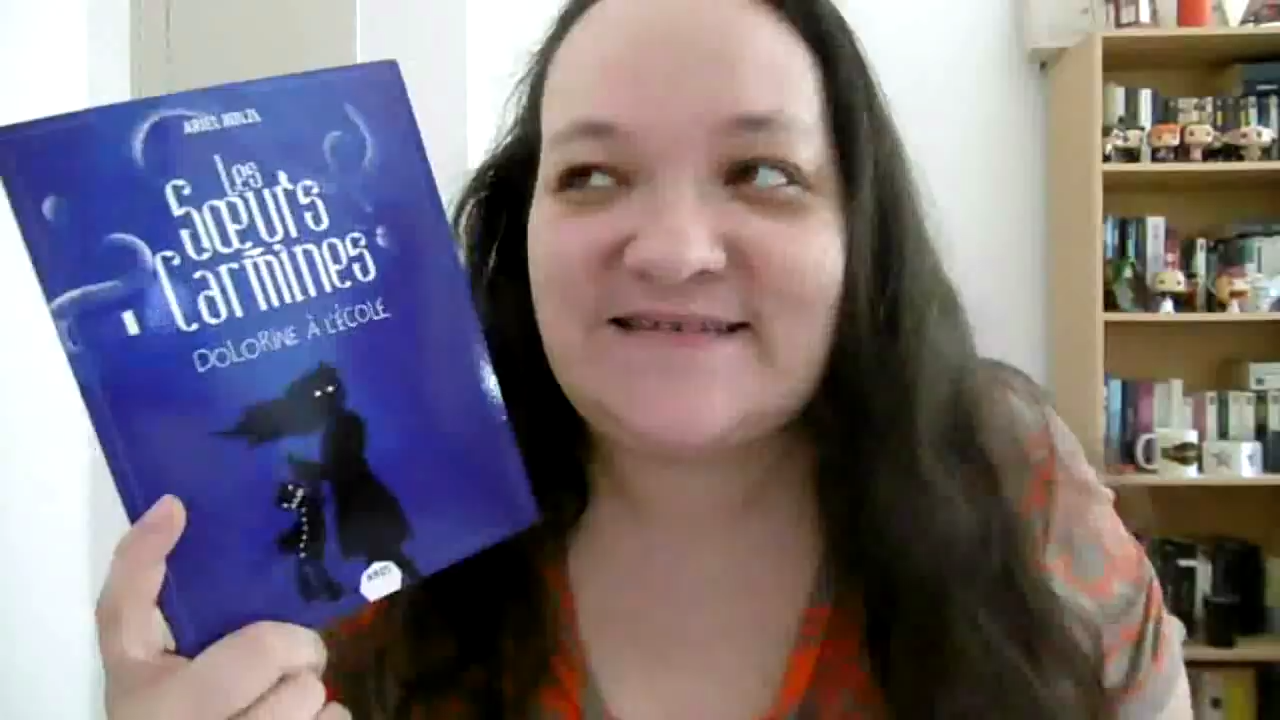 ARIEL HOLZL
Les
Sœurs
Carmines
DOLORINE À L'ÉCOLE